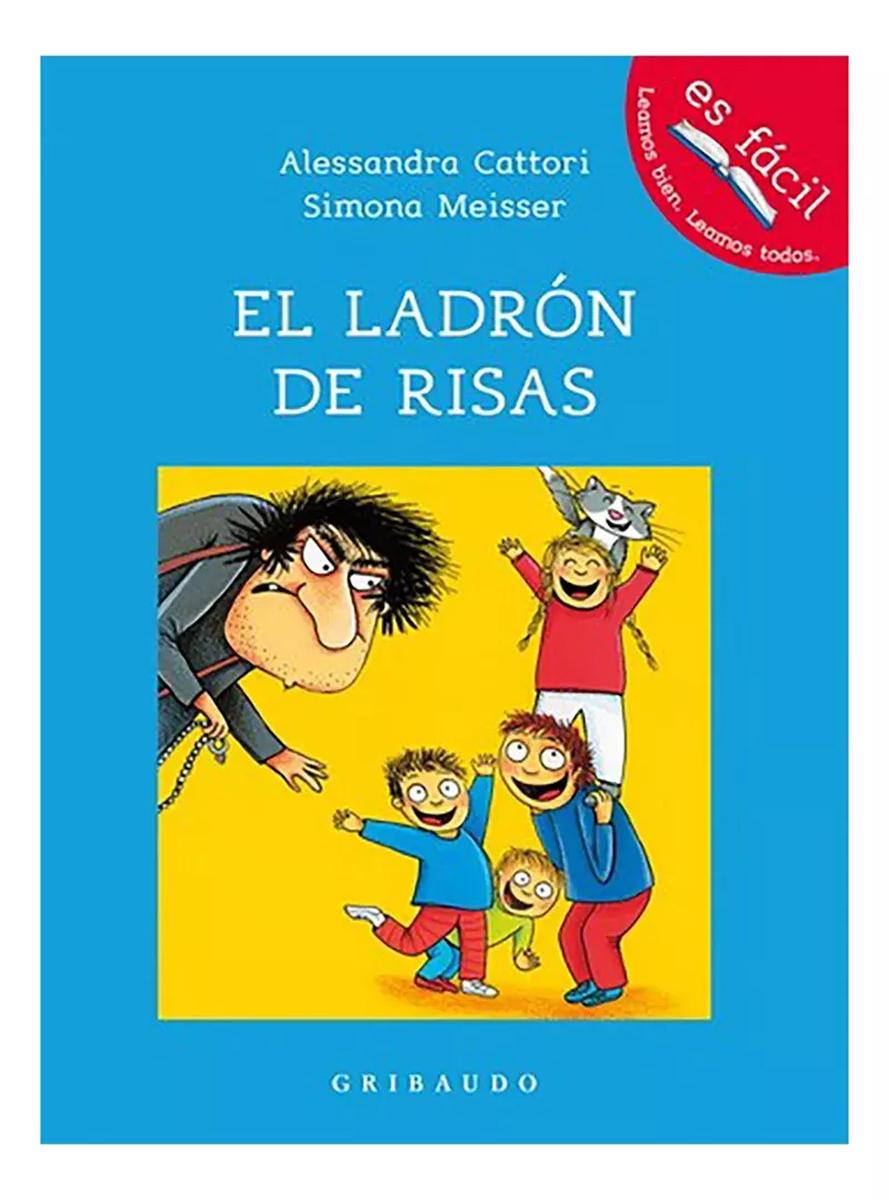 es fácil
Leamos bien. Leamos todos.
Alessandra Cattori
Simona Meisser
EL LADRÓN
DE RISAS
GRIBAUDO